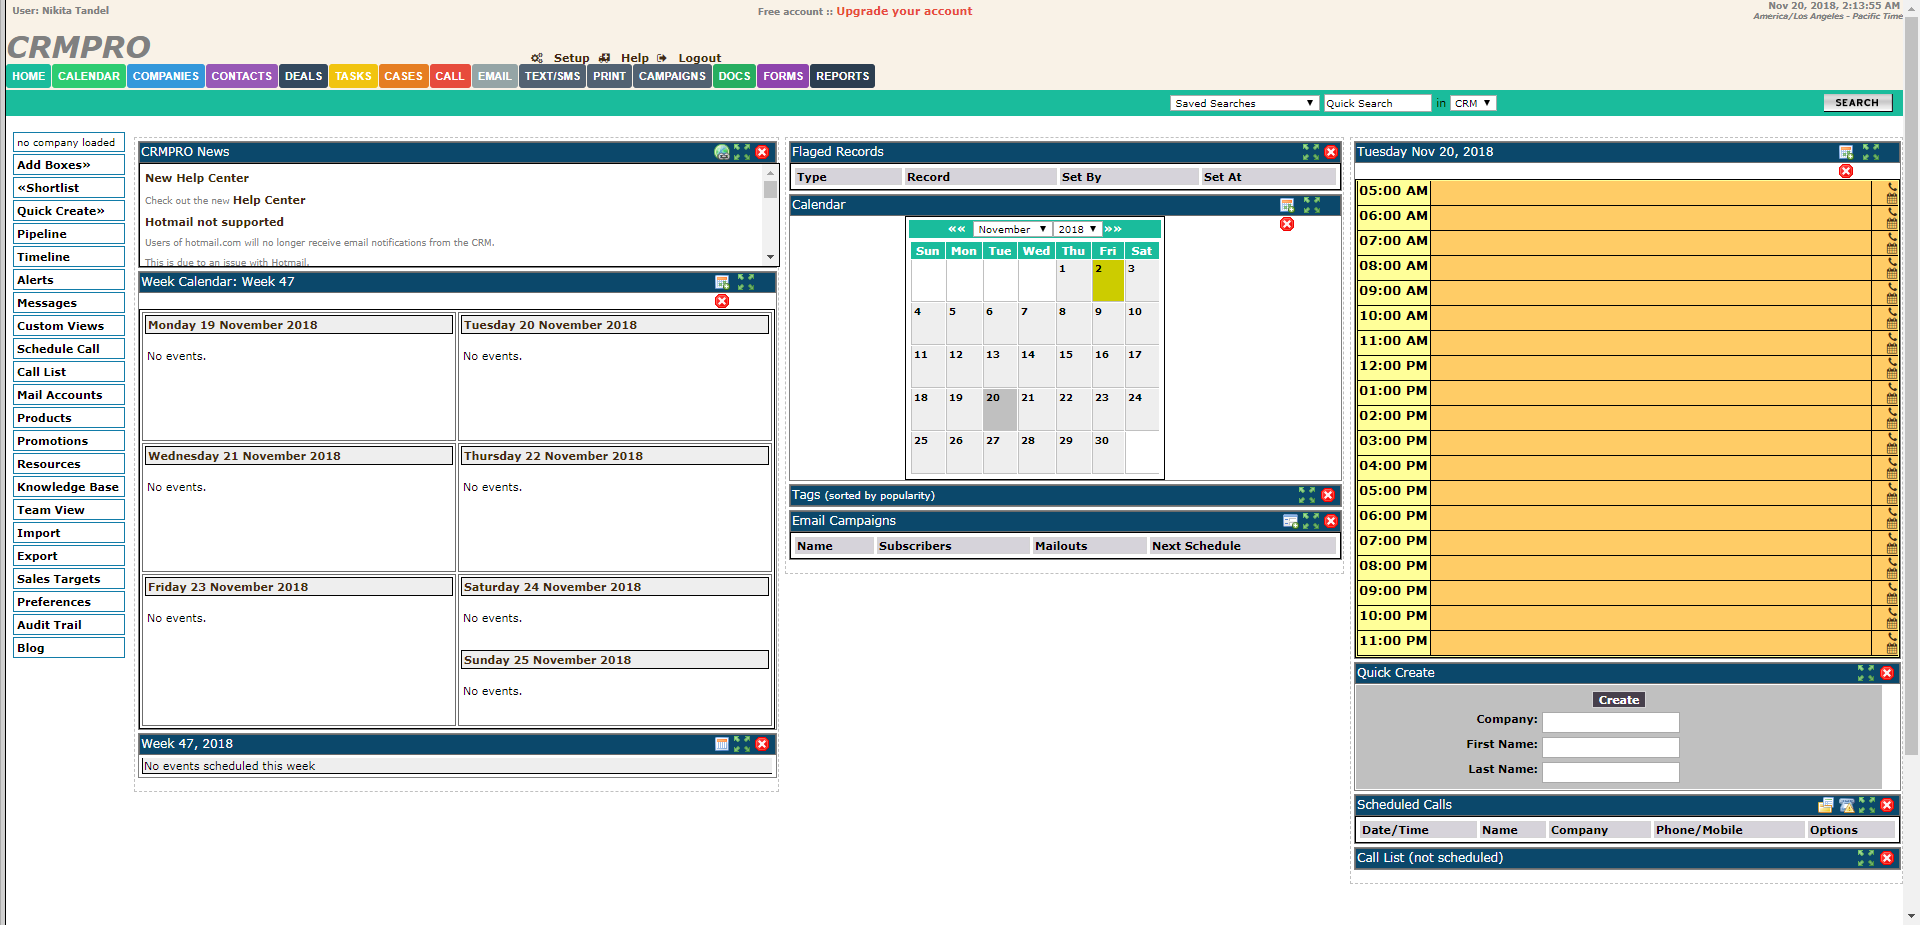 User: Nikita Tandel
Free account :: Upgrade your account
Nov 20, 2018, 2:13:55 AM
America/Los Angeles - Pacific Time
CRMPRO
Setup Help Logout
HOME CALENDAR COMPANIES CONTACTS DEALS TASKS CASES CALL EMAIL TEXT/SMS PRINT CAMPAIGNS DOCS FORMS REPORTS
Saved Searches Quick Search in CRM SEARCH
no company loaded
Add Boxes»
«Shortlist
Quick Create»
Pipeline
Timeline
Alerts
Messages
Custom Views
Schedule Call
Call List
Mail Accounts
Products
Promotions
Resources
Knowledge Base
Team View
Import
Export
Sales Targets
Preferences
Audit Trail
Blog
CRMPRO News
New Help Center
Check out the new Help Center
Hotmail not supported
Users of hotmail.com will no longer receive email notifications from the CRM.
This is due to an issue with Hotmail.
Week Calendar: Week 47
Monday 19 November 2018
No events.
Tuesday 20 November 2018
No events.
Wednesday 21 November 2018
No events.
Thursday 22 November 2018
No events.
Friday 23 November 2018
No events.
Saturday 24 November 2018
No events.
Sunday 25 November 2018
No events.
Week 47, 2018
No events scheduled this week
Flaged Records
Type Record Set By Set At
Calendar
«« November 2018 »»
Sun Mon Tue Wed Thu Fri Sat
1 2 3
4 5 6 7 8 9 10
11 12 13 14 15 16 17
18 19 20 21 22 23 24
25 26 27 28 29 30
Tags (sorted by popularity)
Email Campaigns
Name Subscribers Mailouts Next Schedule
Tuesday Nov 20, 2018
05:00 AM
06:00 AM
07:00 AM
08:00 AM
09:00 AM
10:00 AM
11:00 AM
12:00 PM
01:00 PM
02:00 PM
03:00 PM
04:00 PM
05:00 PM
06:00 PM
07:00 PM
08:00 PM
09:00 PM
10:00 PM
11:00 PM
Quick Create
Create
Company:
First Name:
Last Name:
Scheduled Calls
Date/Time Name Company Phone/Mobile Options
Call List (not scheduled)